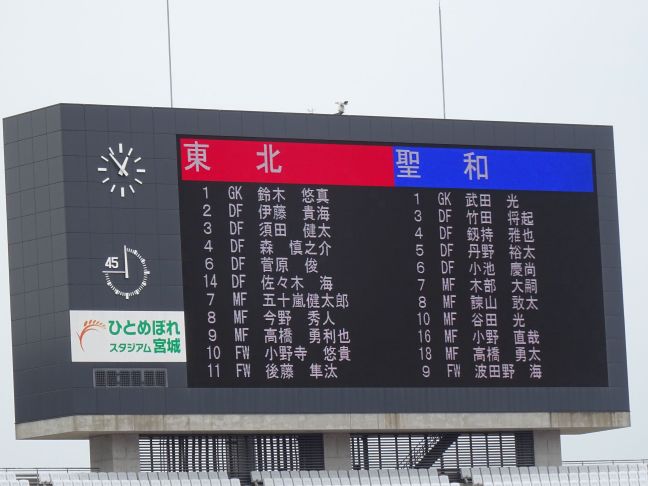 東 北
1 GK 鈴木 悠真
2 DF 伊藤 貴海
3 DF 須田 健太
4 DF 森 慎之介
6 DF 菅原 俊
14 DF 佐々木 海
7 MF 五十嵐健太郎
8 MF 今野 秀人
9 MF 高橋 勇利也
10 FW 小野寺 悠貴
11 FW 後藤 隼汰
聖 和
1 GK 武田 光
3 DF 竹田 将起
4 DF 釼持 雅也
5 DF 丹野 裕太
6 DF 小池 慶尚
7 MF 木部 大嗣
8 MF 諫山 敦太
10 MF 谷田 光
16 MF 小野 直哉
18 MF 高橋 勇太
9 FW 波田野 海
45
ひとめぼれ
スタジアム 宮城